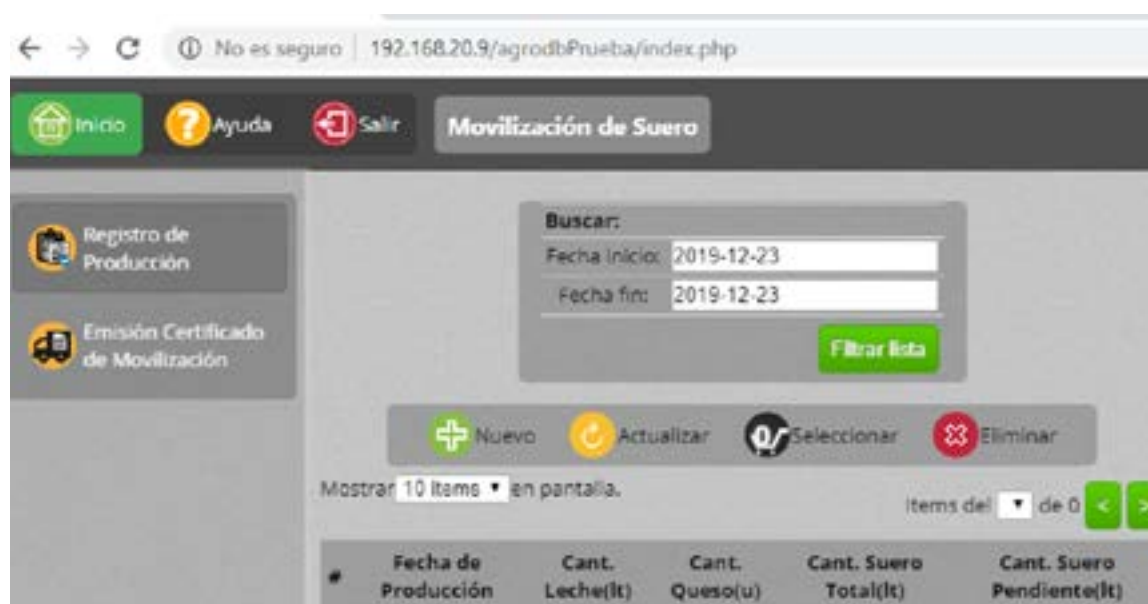 No es seguro | 192.168.20.9/agrodbPrueba/index.php
Inicio
Ayuda
Salir
Movilización de Suero
Registro de
Producción
Emisión Certificado
de Movilización
Buscar:
Fecha inicio: 2019-12-23
Fecha fin: 2019-12-23
Filtrar lista
Nuevo
Actualizar
0
Seleccionar
Eliminar
Mostrar 10 items en pantalla.
Items del de 0 < >
# Fecha de Producción Cant. Leche(lt) Cant. Queso(u) Cant. Suero Total(lt) Cant. Suero Pendiente(lt)